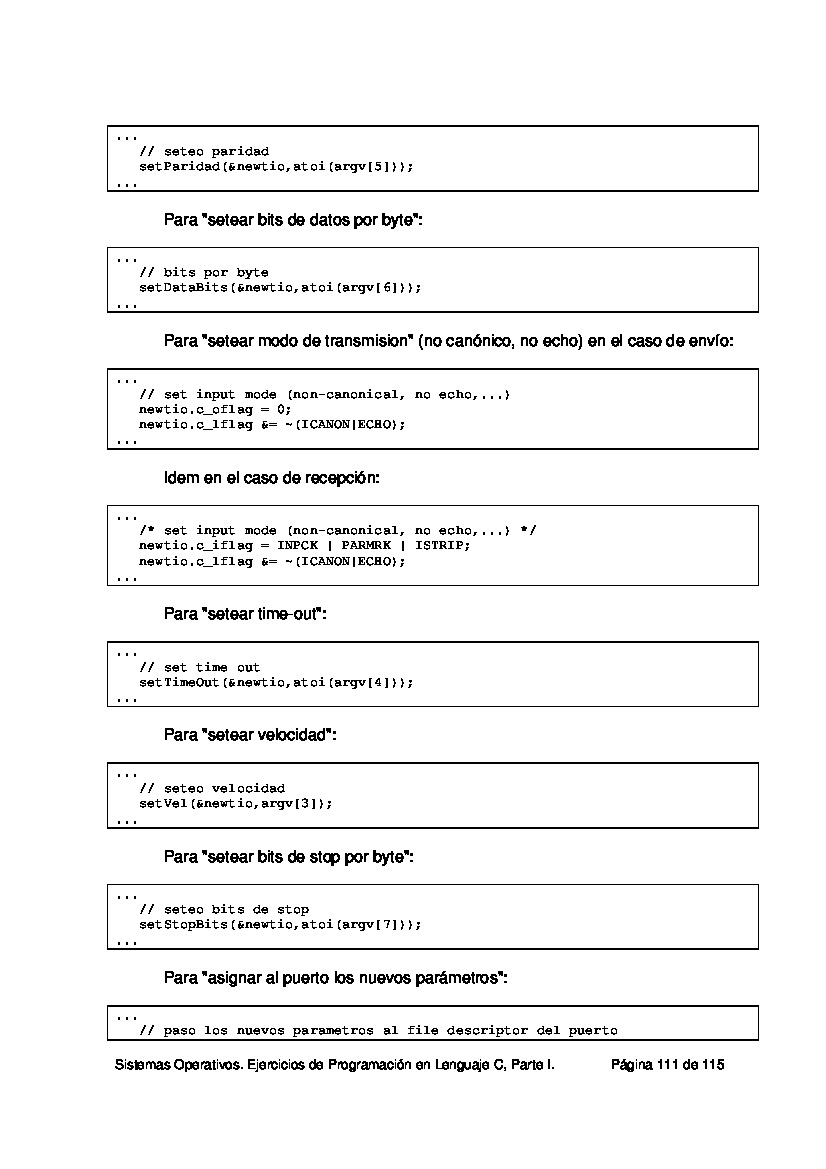 ...
// seteo paridad
setParidad(&newtio,atoi(argv[5]));
...
Para "setear bits de datos por byte":
...
// bits por byte
setDataBits(&newtio,atoi(argv[6]));
...
Para "setear modo de transmision" (no canónico, no echo) en el caso de envío:
...
// set input mode (non-canonical, no echo,...)
newtio.c_oflag = 0;
newtio.c_lflag &= ~(ICANON|ECHO);
...
Idem en el caso de recepción:
...
/* set input mode (non-canonical, no echo,...) */
newtio.c_iflag = INPCK | PARMRK | ISTRIP;
newtio.c_lflag &= ~(ICANON|ECHO);
...
Para "setear time-out":
...
// set time out
setTimeOut(&newtio,atoi(argv[4]));
...
Para "setear velocidad":
...
// seteo velocidad
setVel(&newtio,argv[3]);
...
Para "setear bits de stop por byte":
...
// seteo bits de stop
setStopBits(&newtio,atoi(argv[7]));
...
Para "asignar al puerto los nuevos parámetros":
...
// paso los nuevos parametros al file descriptor del puerto
Sistemas Operativos. Ejercicios de Programación en Lenguaje C, Parte I. Página 111 de 115